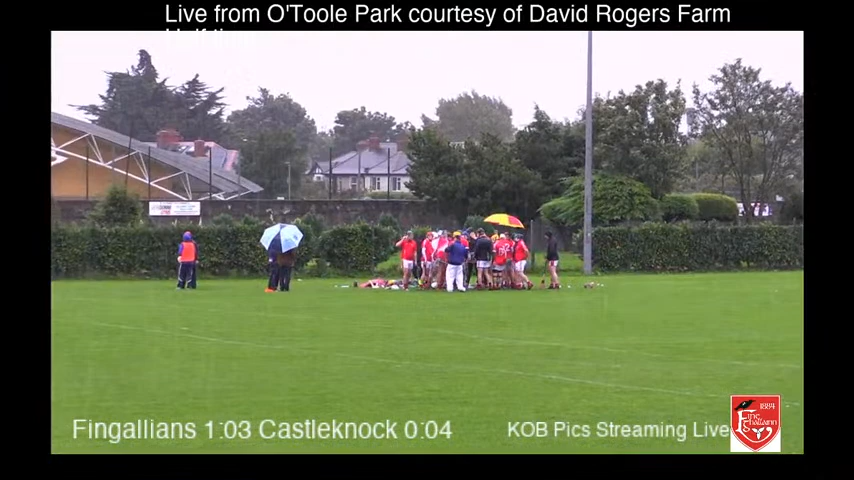 Live from O'Toole Park courtesy of David Rogers Farm
Fingallians 1:03 Castleknock 0:04
KOB Pics Streaming Live
1884